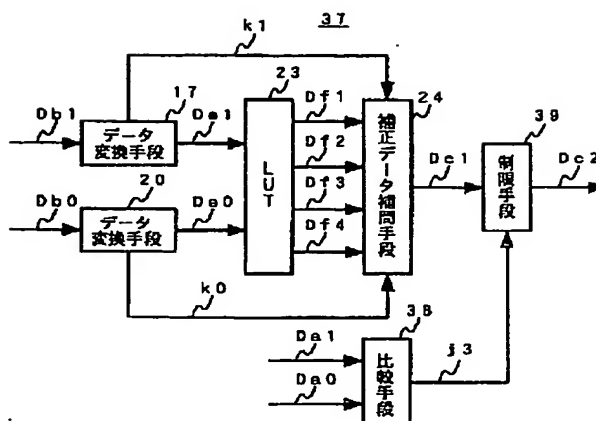 37
k1
17
23
24
39
Db1
データ
変換手段
De1
LUT
Df1
Df2
Df3
Df4
補正データ補間手段
Dc1
制限手段
Dc2
20
Db0
データ
変換手段
De0
k0
38
Da1
Da0
比較手段
j3